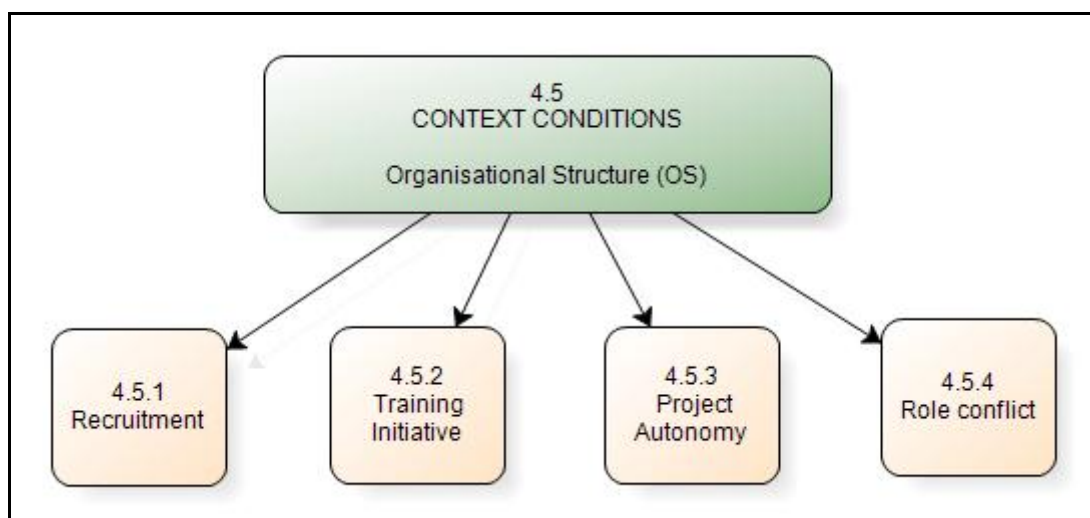 4.5
CONTEXT CONDITIONS
Organisational Structure (OS)
4.5.1
Recruitment
4.5.2
Training
Initiative
4.5.3
Project
Autonomy
4.5.4
Role conflict